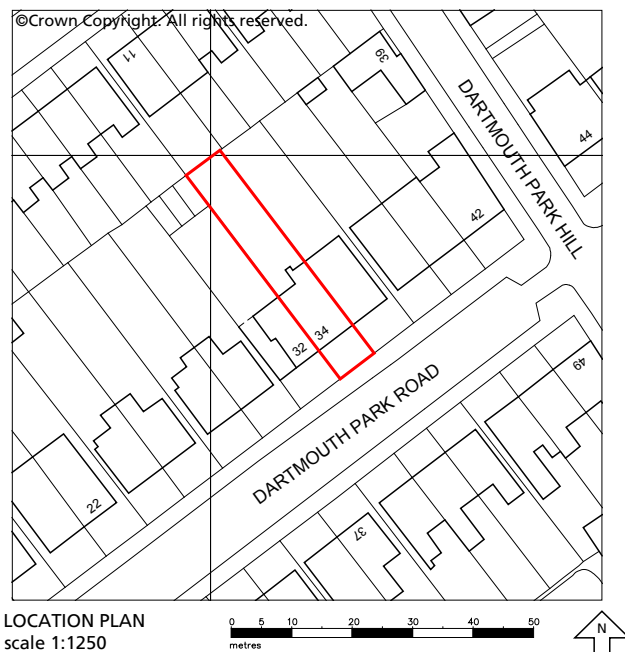 ©Crown Copyright. All rights reserved.
11
39
DARTMOUTH PARK HILL
44
42
34
32
DARTMOUTH PARK ROAD
49
22
37
LOCATION PLAN
scale 1:1250
0 5 10 20 30 40 50
metres
N